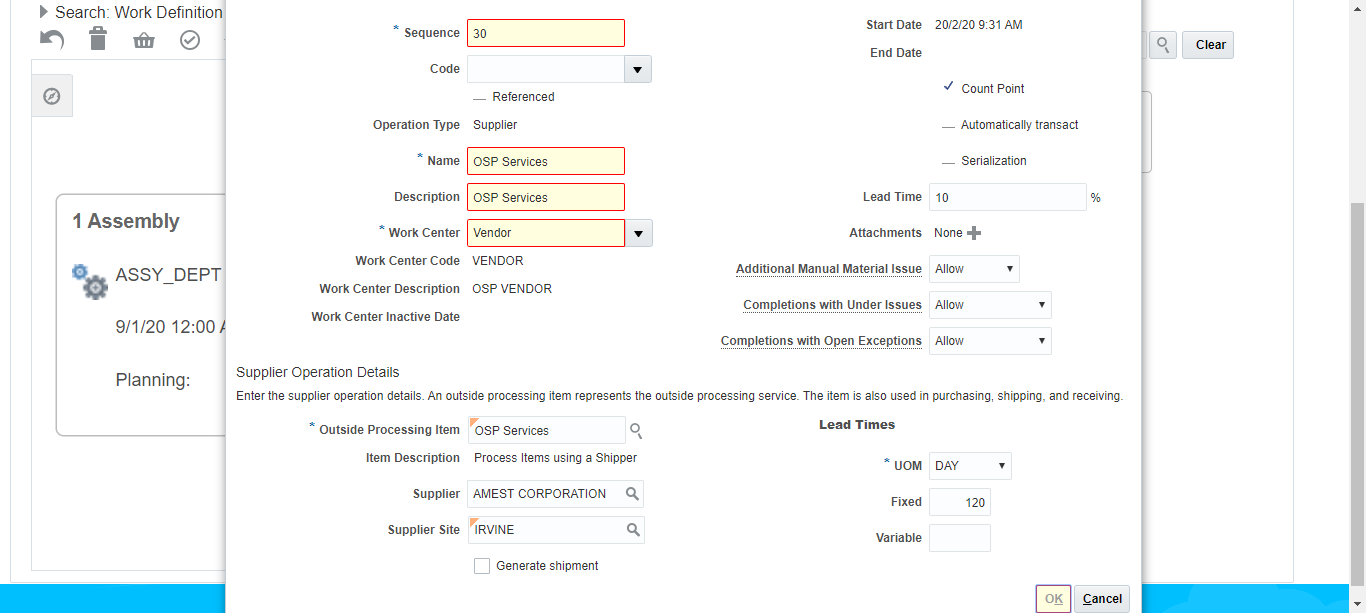 Search: Work Definition
Clear
1 Assembly
ASSY_DEPT
9/1/20 12:00 A
Planning:
* Sequence 30
Code
Referenced
Operation Type Supplier
* Name OSP Services
Description OSP Services
* Work Center Vendor
Work Center Code VENDOR
Work Center Description OSP VENDOR
Work Center Inactive Date
Start Date 20/2/20 9:31 AM
End Date
Count Point
Automatically transact
Serialization
Lead Time 10 %
Attachments None
Additional Manual Material Issue Allow
Completions with Under Issues Allow
Completions with Open Exceptions Allow
Supplier Operation Details
Enter the supplier operation details. An outside processing item represents the outside processing service. The item is also used in purchasing, shipping, and receiving.
* Outside Processing Item OSP Services
Item Description Process Items using a Shipper
Supplier AMEST CORPORATION
Supplier Site IRVINE
Generate shipment
Lead Times
* UOM DAY
Fixed 120
Variable
OK Cancel